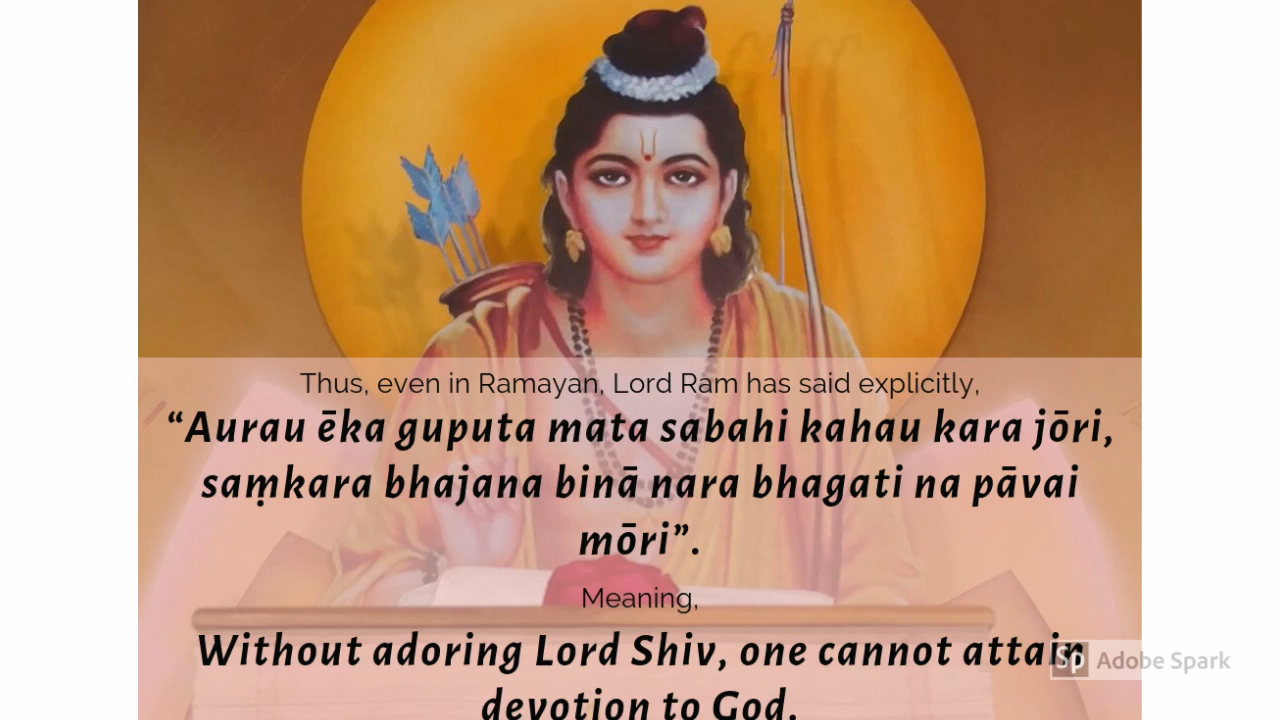 Thus, even in Ramayan, Lord Ram has said explicitly,
“Aurau ēka guputa mata sabahi kahau kara jōri,
saṃkara bhajana binā nara bhagati na pāvai
mōri”.
Meaning,
Without adoring Lord Shiv, one cannot attain
Sp Adobe Spark
devotion to God.